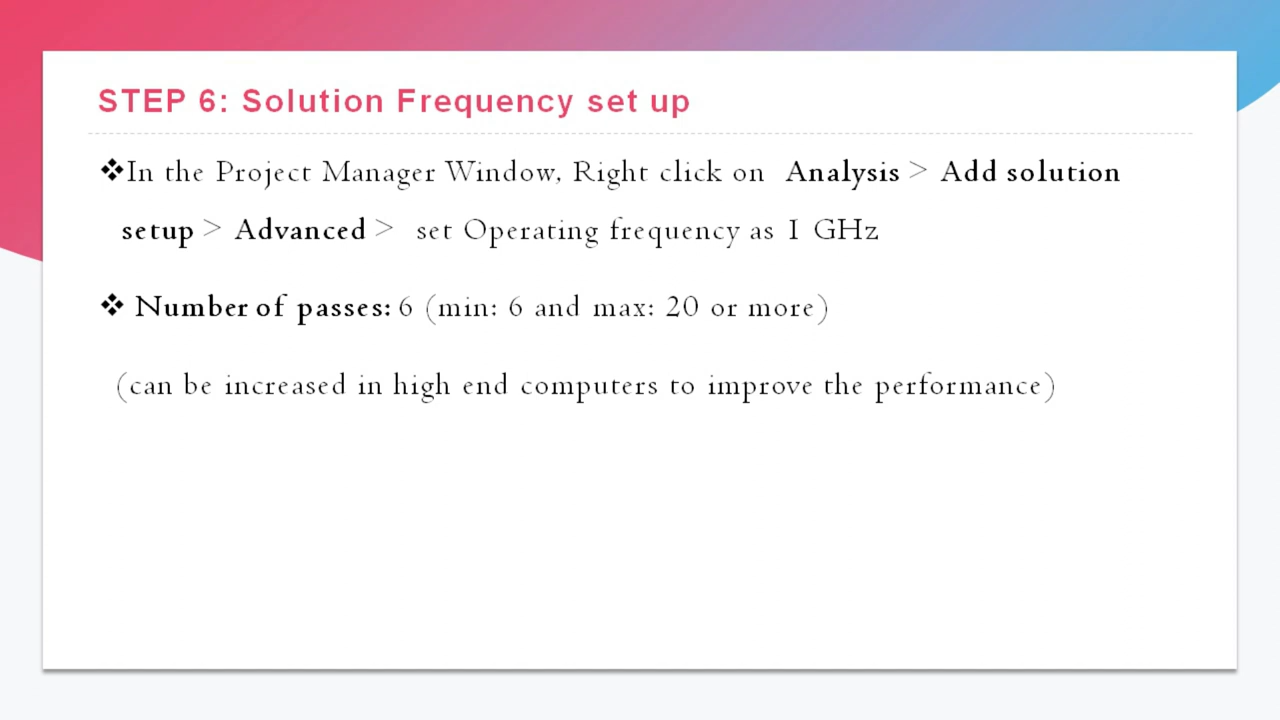 STEP 6: Solution Frequency set up
❖In the Project Manager Window, Right click on Analysis > Add solution
setup > Advanced > set Operating frequency as 1 GHz
❖ Number of passes: 6 (min: 6 and max: 20 or more)
(can be increased in high end computers to improve the performance)